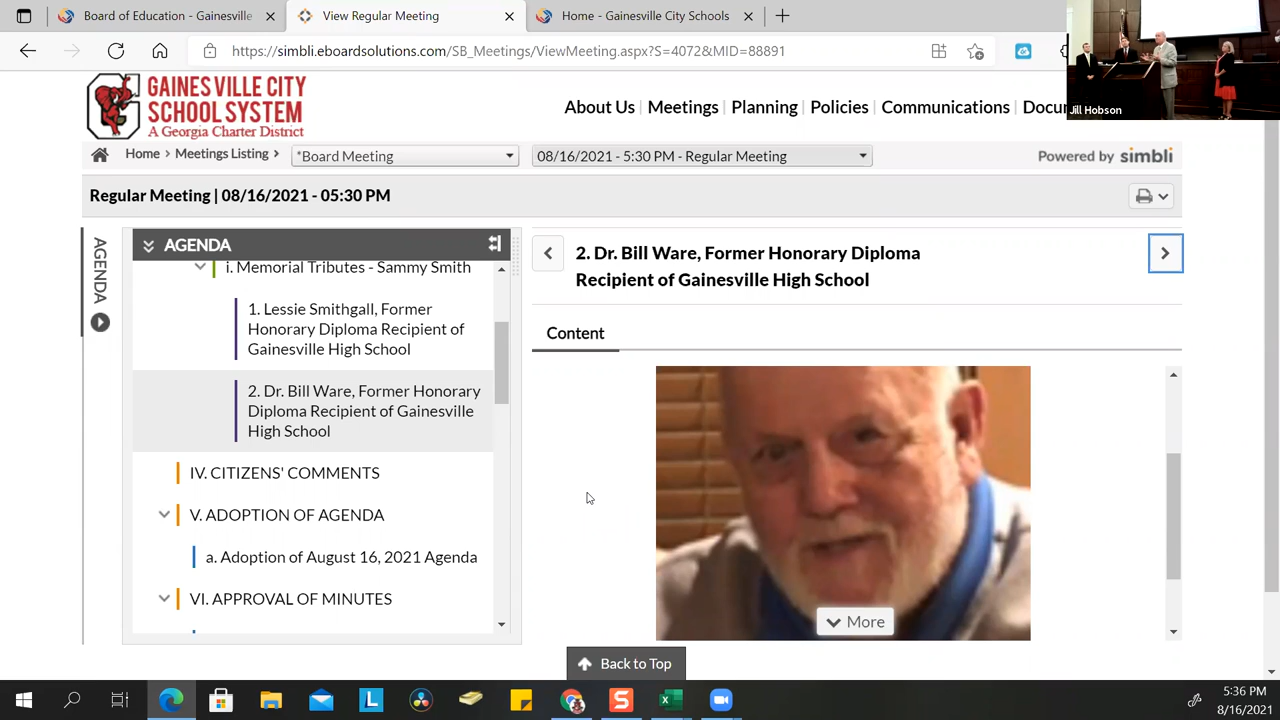 Board of Education - Gainesville
View Regular Meeting
Home - Gainesville City Schools
https://simbli.eboardsolutions.com/SB_Meetings/ViewMeeting.aspx?S=4072&MID=88891
Jill Hobson
GAINESVILLE CITY
SCHOOL SYSTEM
A Georgia Charter District
About Us | Meetings | Planning | Policies | Communications | Docu
Home > Meetings Listing >
*Board Meeting
08/16/2021 - 5:30 PM - Regular Meeting
Powered by simbli
Regular Meeting | 08/16/2021 - 05:30 PM
AGENDA
AGENDA
i. Memorial Tributes - Sammy Smith
1. Lessie Smithgall, Former
Honorary Diploma Recipient of
Gainesville High School
2. Dr. Bill Ware, Former Honorary
Diploma Recipient of Gainesville
High School
IV. CITIZENS' COMMENTS
V. ADOPTION OF AGENDA
a. Adoption of August 16, 2021 Agenda
VI. APPROVAL OF MINUTES
2. Dr. Bill Ware, Former Honorary Diploma
Recipient of Gainesville High School
Content
More
Back to Top
5:36 PM
8/16/2021